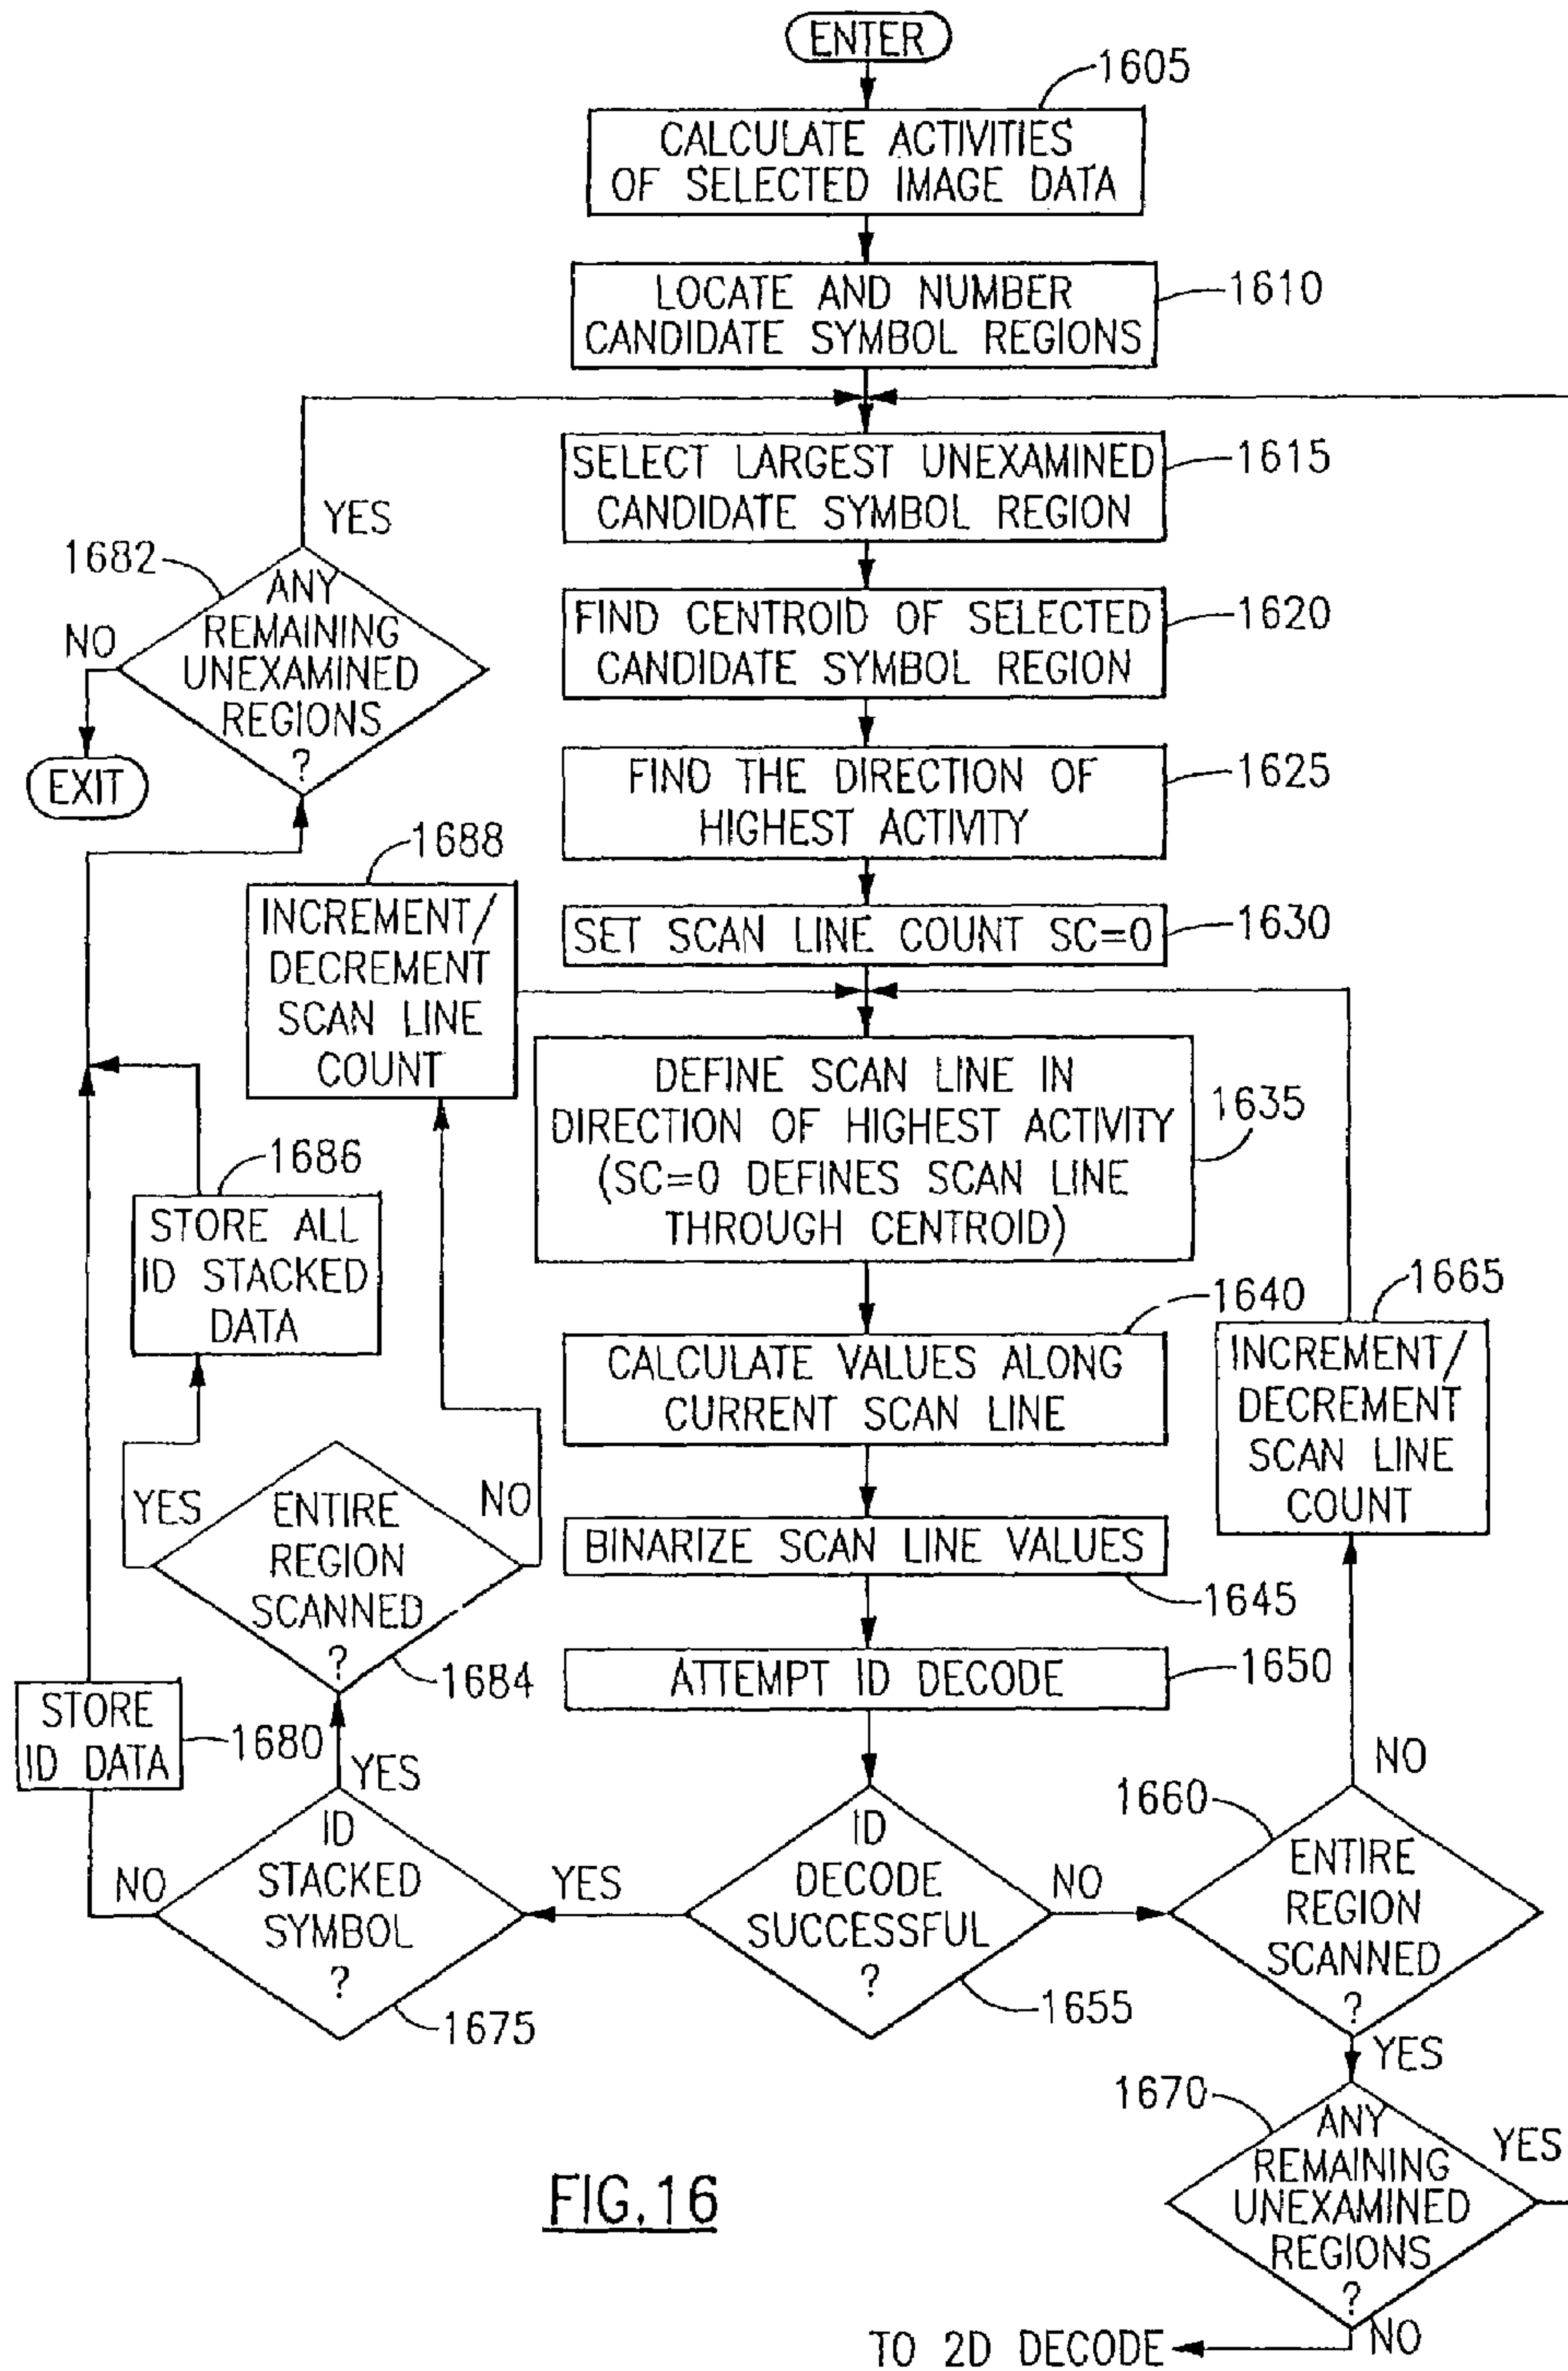 ENTER
1605
CALCULATE ACTIVITIES
OF SELECTED IMAGE DATA
LOCATE AND NUMBER
CANDIDATE SYMBOL REGIONS
1610
SELECT LARGEST UNEXAMINED
CANDIDATE SYMBOL REGION
1615
YES
1682
ANY
REMAINING
UNEXAMINED
REGIONS
?
NO
EXIT
FIND CENTROID OF SELECTED
CANDIDATE SYMBOL REGION
1620
FIND THE DIRECTION OF
HIGHEST ACTIVITY
1625
1688
INCREMENT/
DECREMENT
SCAN LINE
COUNT
SET SCAN LINE COUNT SC=0
1630
DEFINE SCAN LINE IN
DIRECTION OF HIGHEST ACTIVITY
(SC=0 DEFINES SCAN LINE
THROUGH CENTROID)
1635
1686
STORE ALL
ID STACKED
DATA
1640
CALCULATE VALUES ALONG
CURRENT SCAN LINE
1665
INCREMENT/
DECREMENT
SCAN LINE
COUNT
YES
ENTIRE
REGION
SCANNED
?
NO
1684
BINARIZE SCAN LINE VALUES
1645
ATTEMPT ID DECODE
1650
STORE
ID DATA
1680
YES
NO
ID
STACKED
SYMBOL
?
1675
YES
ID
DECODE
SUCCESSFUL
?
1655
NO
1660
NO
ENTIRE
REGION
SCANNED
?
YES
1670
ANY
REMAINING
UNEXAMINED
REGIONS
?
YES
NO
TO 2D DECODE
FIG.16